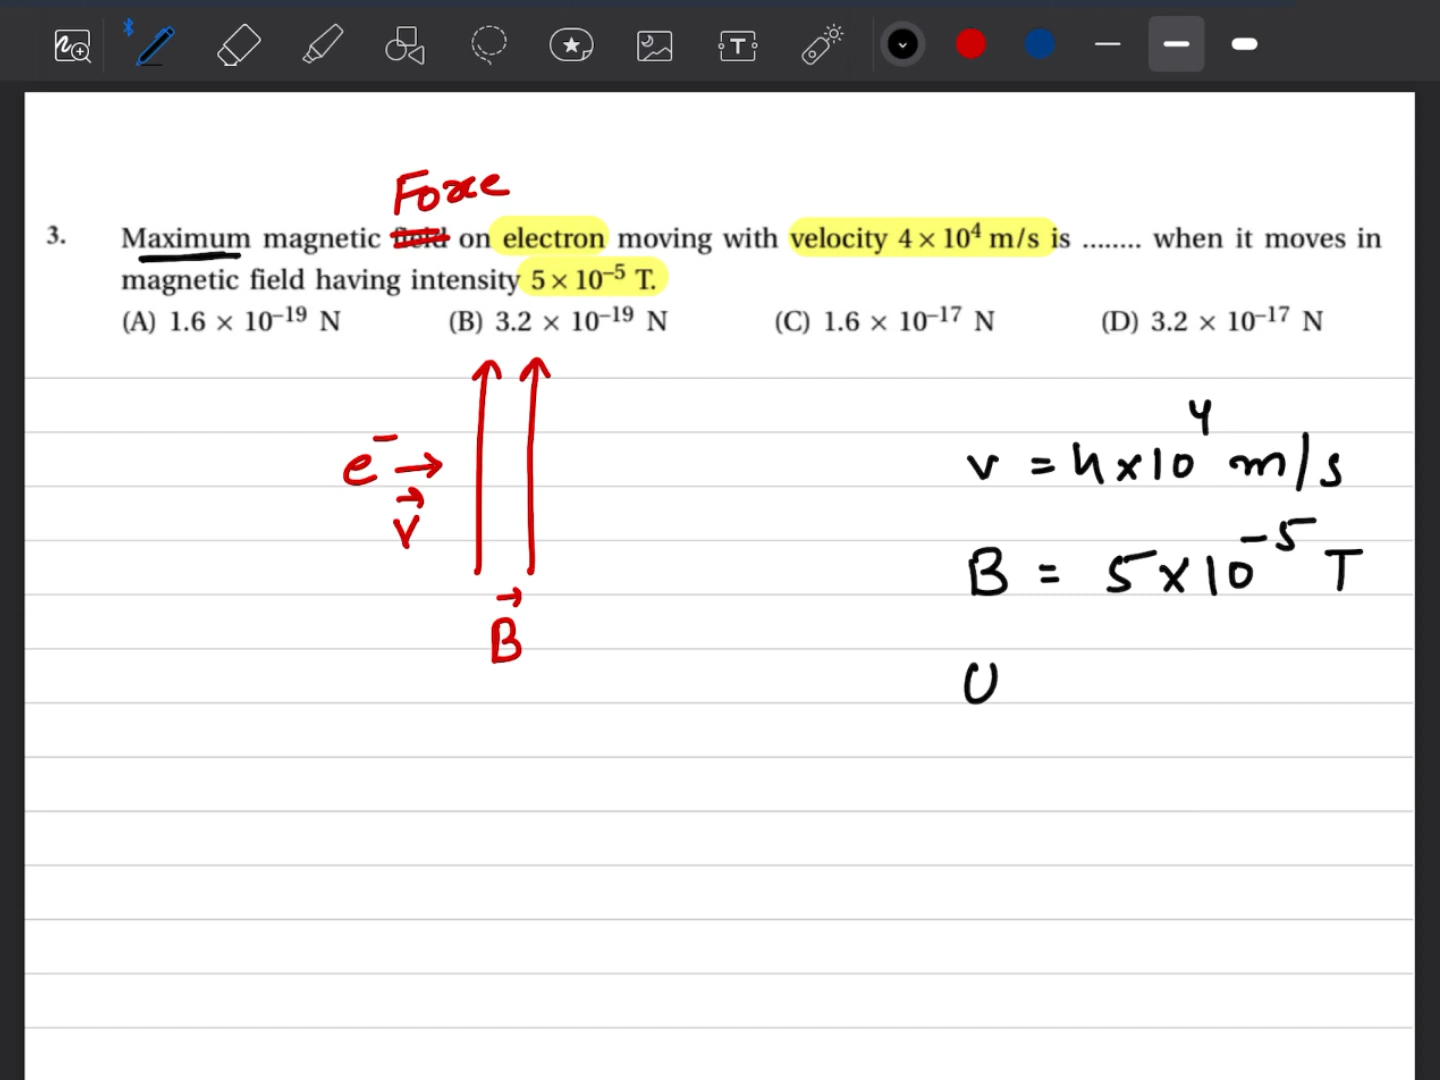 Force
3. Maximum magnetic field on electron moving with velocity 4 × 10⁴ m/s is ........ when it moves in
magnetic field having intensity 5 × 10⁻⁵ T.
(A) 1.6 × 10⁻¹⁹ N (B) 3.2 × 10⁻¹⁹ N (C) 1.6 × 10⁻¹⁷ N (D) 3.2 × 10⁻¹⁷ N
e⁻ →
v⃗
B⃗
v = 4×10⁴ m/s
B = 5×10⁻⁵ T
U
T